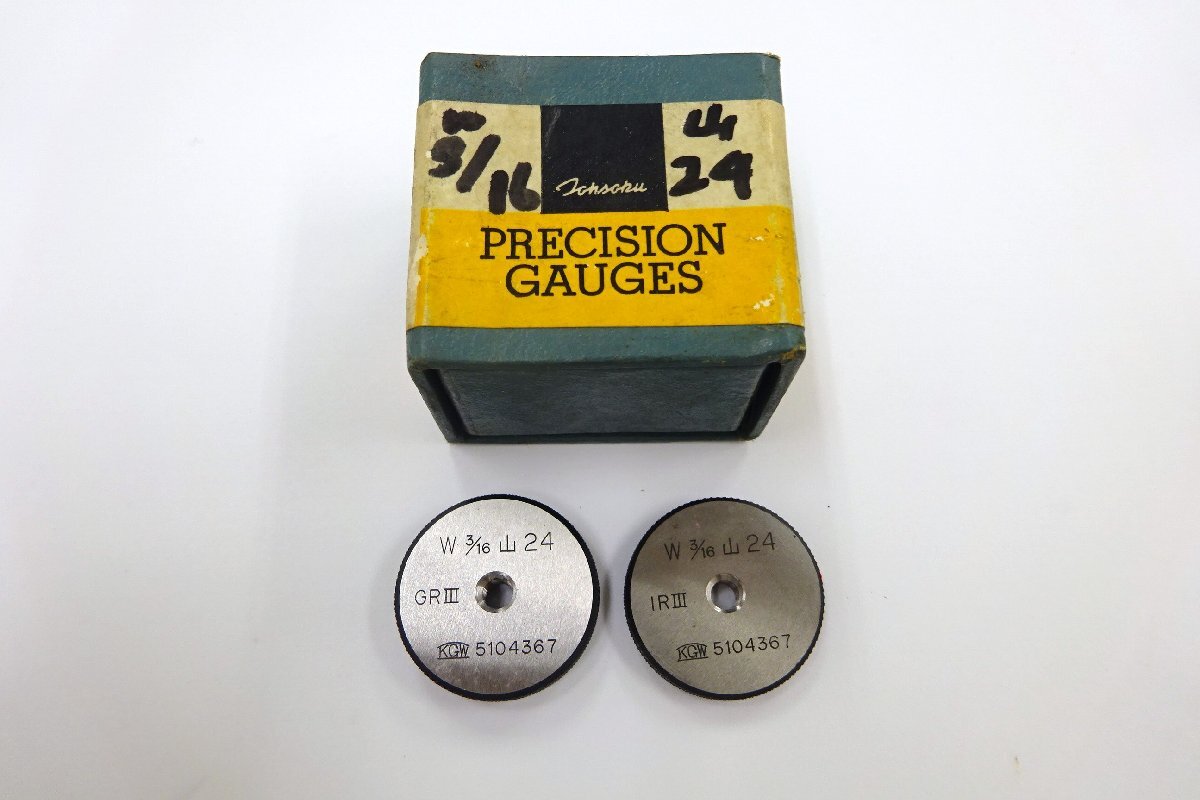 W 3/16
山 24
Tohsoku
PRECISION
GAUGES
W 3/16 山 24
GRIII
KGW 5104367
W 3/16 山 24
IRIII
KGW 5104367